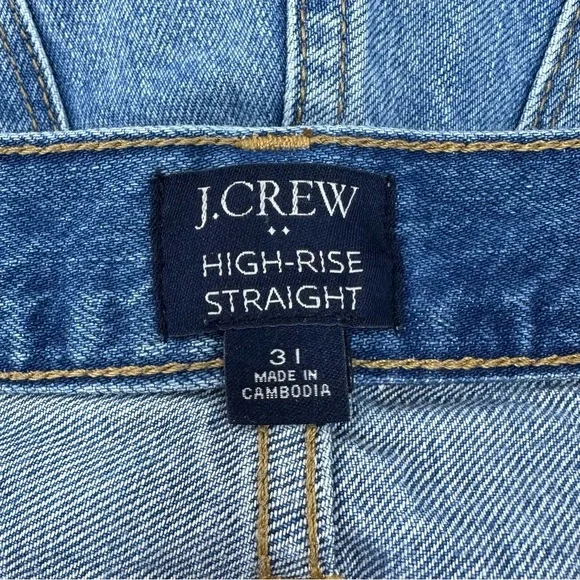 J.CREW
HIGH-RISE
STRAIGHT
31
MADE IN
CAMBODIA